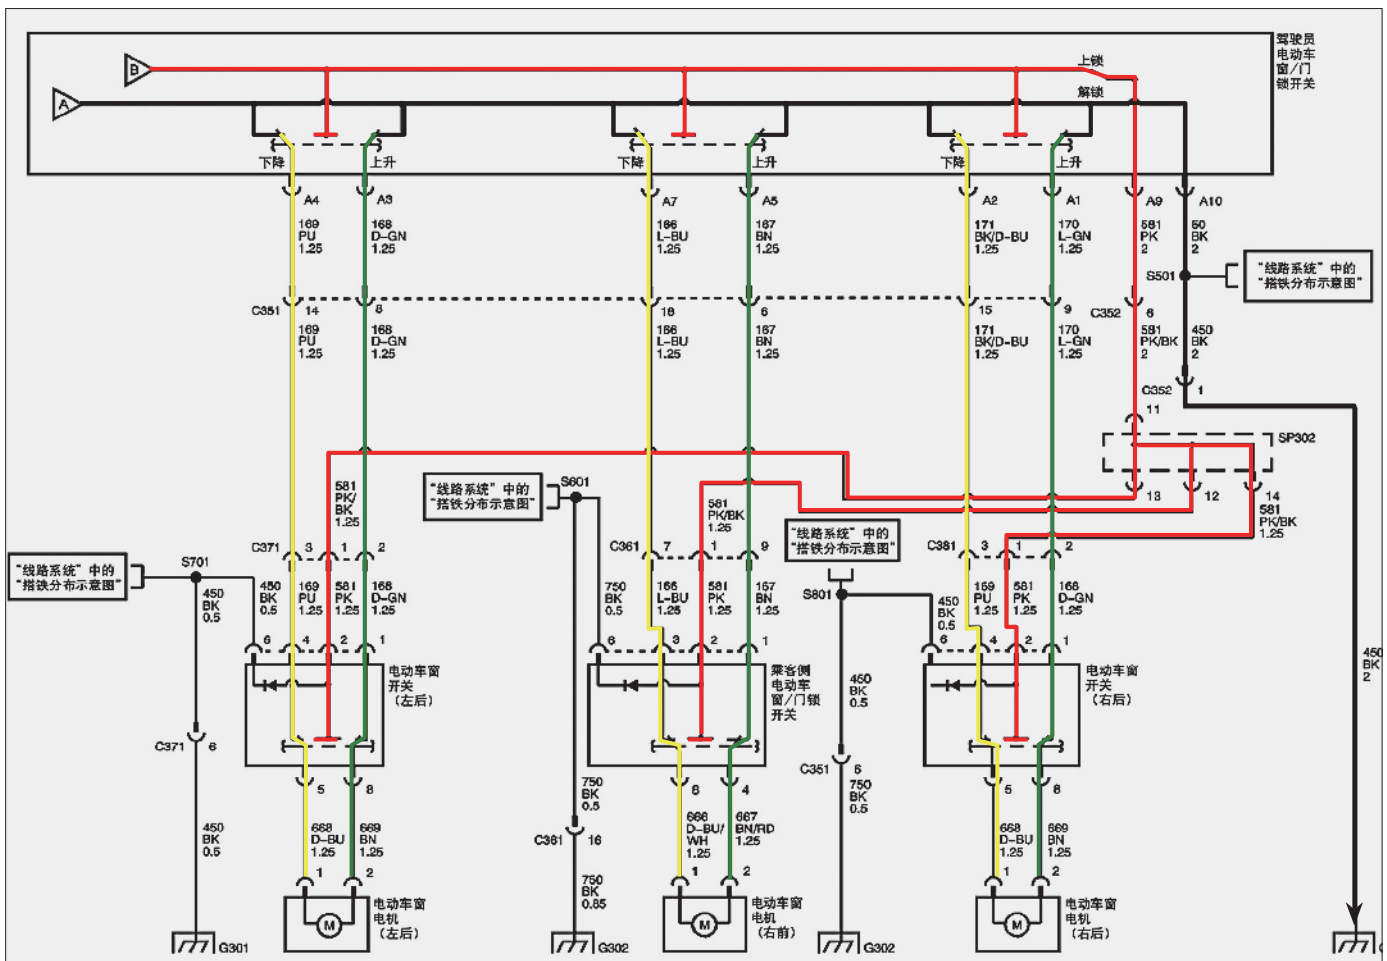 驾驶员
电动车
窗/门
锁开关
B
上锁
A
解锁
下降
上升
下降
上升
下降
上升
A4
A3
A7
A5
A2
A1
A9
A10
169
PU
1.25
168
D-GN
1.25
166
L-BU
1.25
167
BN
1.25
171
BK/D-BU
1.25
170
L-GN
1.25
581
PK
2
50
BK
2
S501
“线路系统”中的
“搭铁分布示意图”
C351
14
8
18
6
15
9
C352
6
169
PU
1.25
168
D-GN
1.25
166
L-BU
1.25
167
BN
1.25
171
BK/D-BU
1.25
170
L-GN
1.25
581
PK/BK
2
450
BK
2
C352
1
11
SP302
13
12
14
581
PK/BK
1.25
581
PK/
BK
1.25
“线路系统”中的
“搭铁分布示意图”
S601
581
PK/BK
1.25
“线路系统”中的
“搭铁分布示意图”
C371
3
1
2
C361
7
1
9
C381
3
1
2
“线路系统”中的
“搭铁分布示意图”
S701
450
BK
0.5
450
BK
0.5
169
PU
1.25
581
PK
1.25
168
D-GN
1.25
750
BK
0.5
166
L-BU
1.25
581
PK
1.25
167
BN
1.25
S801
450
BK
0.5
169
PU
1.25
581
PK
1.25
168
D-GN
1.25
6
4
2
1
6
3
2
1
6
4
2
1
电动车窗
开关
(左后)
乘客侧
电动车
窗/门锁
开关
电动车窗
开关
(右后)
450
BK
0.5
450
BK
2
C371
6
C351
6
5
8
6
4
5
8
750
BK
0.5
750
BK
0.5
450
BK
0.5
668
D-BU
1.25
669
BN
1.25
C361
16
666
D-BU/
WH
1.25
667
BN/RD
1.25
668
D-BU
1.25
669
BN
1.25
1
2
750
BK
0.85
1
2
1
2
M
电动车窗
电机
(左后)
M
电动车窗
电机
(右前)
M
电动车窗
电机
(右后)
G301
G302
G302